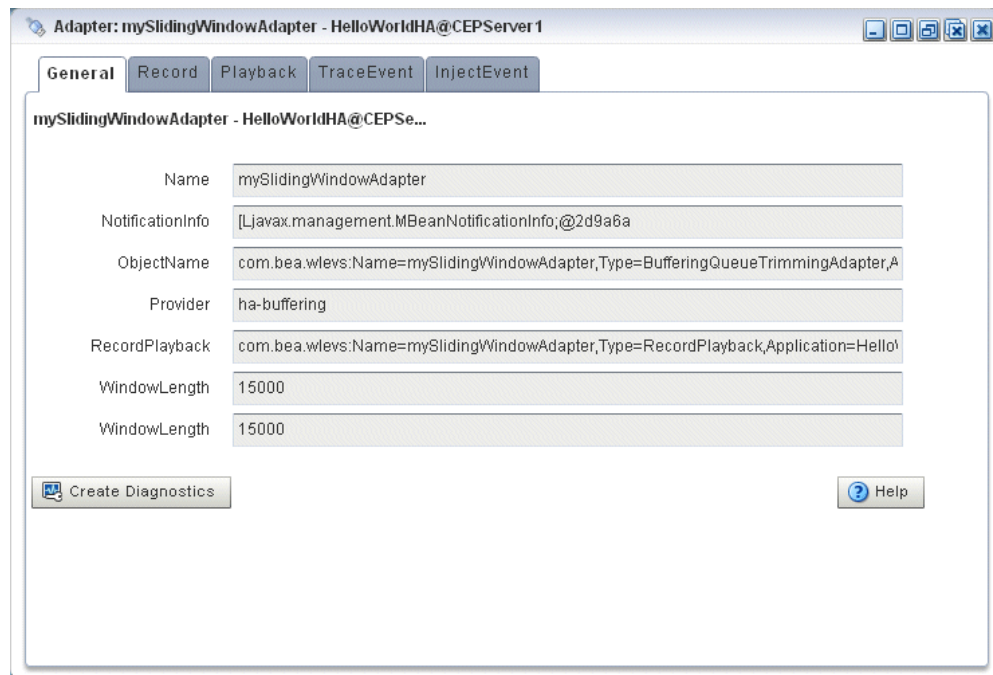 Adapter: mySlidingWindowAdapter - HelloWorldHA@CEPServer1
General Record Playback TraceEvent InjectEvent
mySlidingWindowAdapter - HelloWorldHA@CEPSe...
Name mySlidingWindowAdapter
NotificationInfo [Ljavax.management.MBeanNotificationInfo;@2d9a6a
ObjectName com.bea.wlevs:Name=mySlidingWindowAdapter,Type=BufferingQueueTrimmingAdapter,A
Provider ha-buffering
RecordPlayback com.bea.wlevs:Name=mySlidingWindowAdapter,Type=RecordPlayback,Application=Hello
WindowLength 15000
WindowLength 15000
Create Diagnostics Help